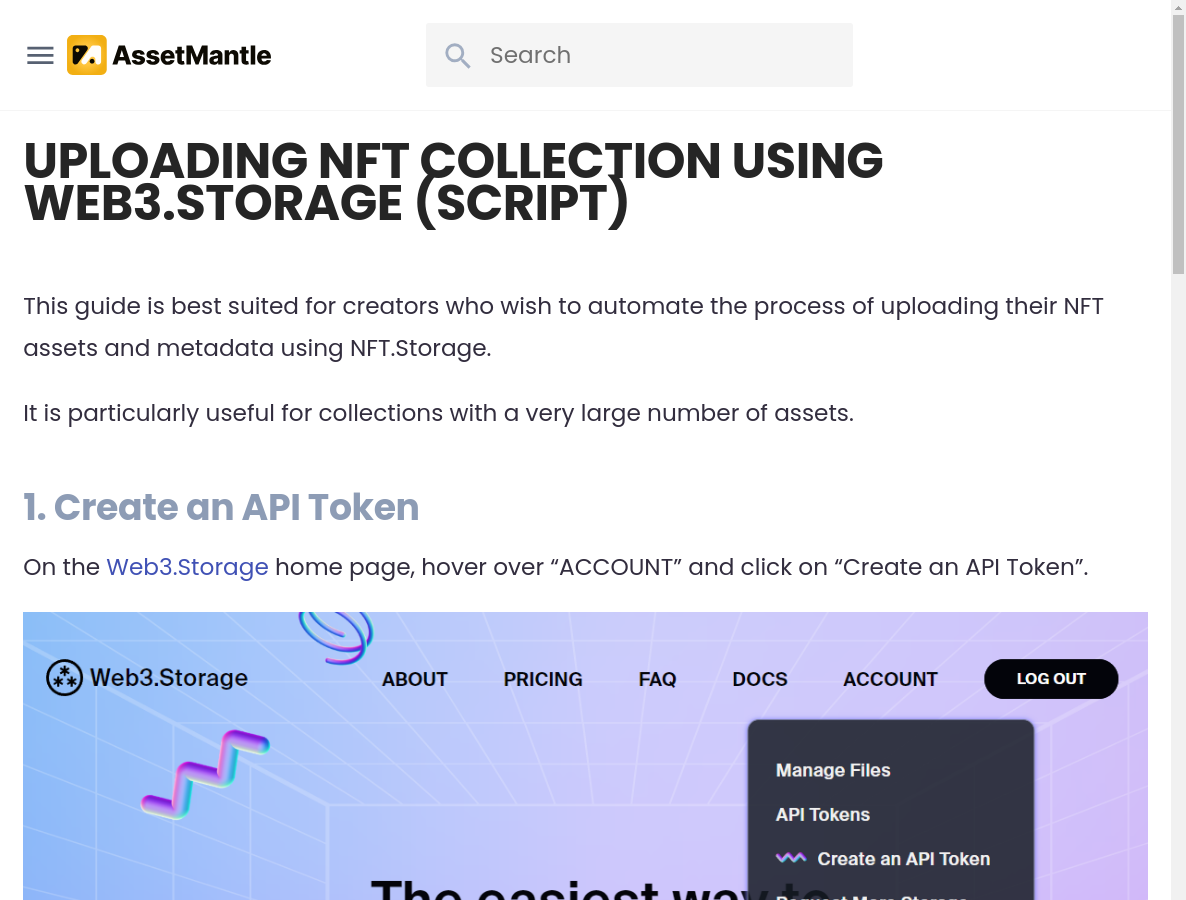 AssetMantle
Search
UPLOADING NFT COLLECTION USING
WEB3.STORAGE (SCRIPT)
This guide is best suited for creators who wish to automate the process of uploading their NFT
assets and metadata using NFT.Storage.
It is particularly useful for collections with a very large number of assets.
1. Create an API Token
On the Web3.Storage home page, hover over “ACCOUNT” and click on “Create an API Token”.
Web3.Storage ABOUT PRICING FAQ DOCS ACCOUNT LOG OUT
Manage Files
API Tokens
Create an API Token
Request More Storage
The easiest way to